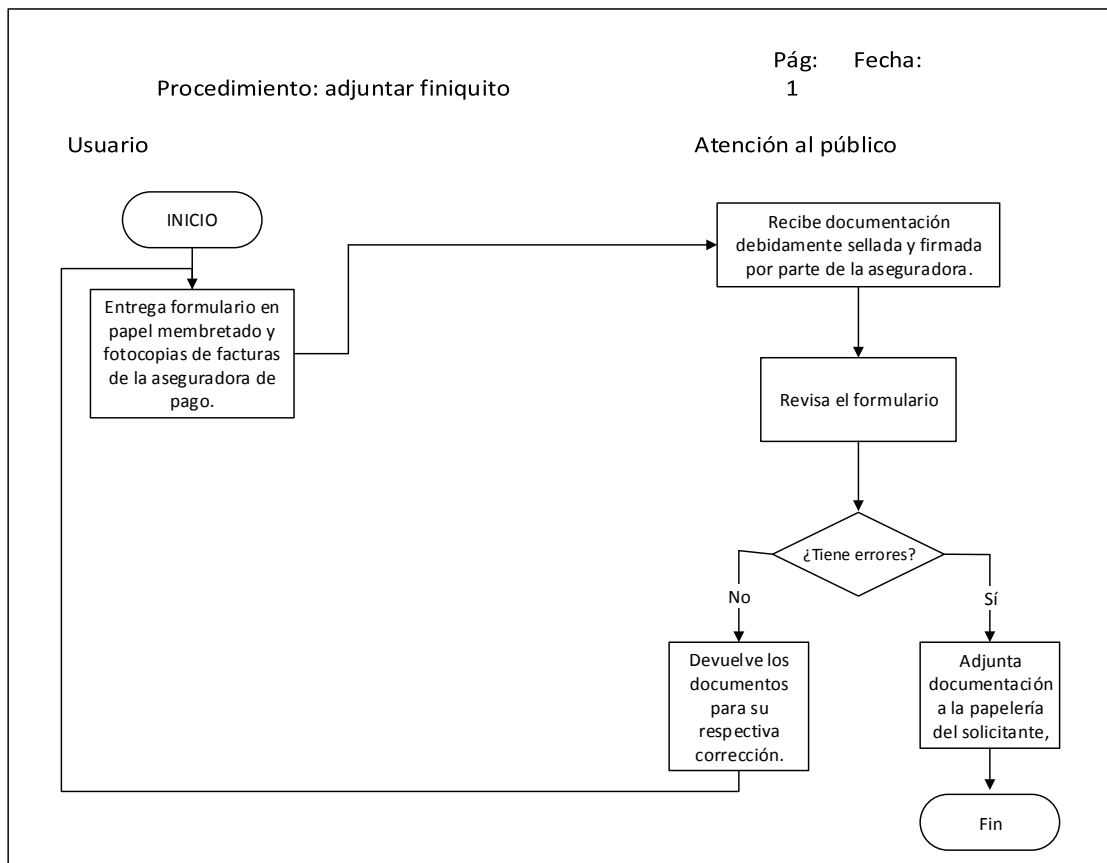 Pág: Fecha:
Procedimiento: adjuntar finiquito 1
Usuario
Atención al público
INICIO
Entrega formulario en
papel membretado y
fotocopias de facturas
de la aseguradora de
pago.
Recibe documentación
debidamente sellada y firmada
por parte de la aseguradora.
Revisa el formulario
¿Tiene errores?
No
Sí
Devuelve los
documentos
para su
respectiva
corrección.
Adjunta
documentación
a la papelería
del solicitante,
Fin